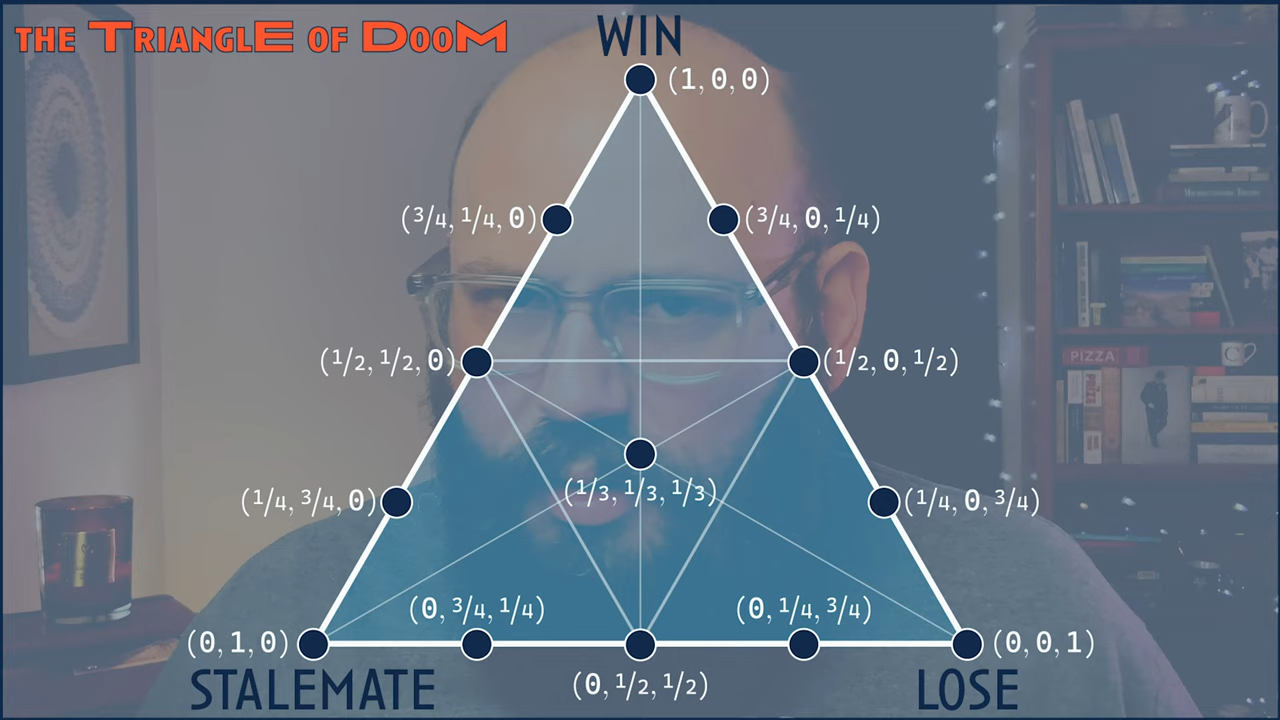 THE TRIANGLE OF DOOM
WIN
(1, 0, 0)
(3/4, 1/4, 0)
(3/4, 0, 1/4)
(1/2, 1/2, 0)
(1/2, 0, 1/2)
PIZZA
(1/3, 1/3, 1/3)
(1/4, 3/4, 0)
(1/4, 0, 3/4)
(0, 3/4, 1/4)
(0, 1/4, 3/4)
(0, 1, 0)
(0, 0, 1)
STALEMATE
(0, 1/2, 1/2)
LOSE